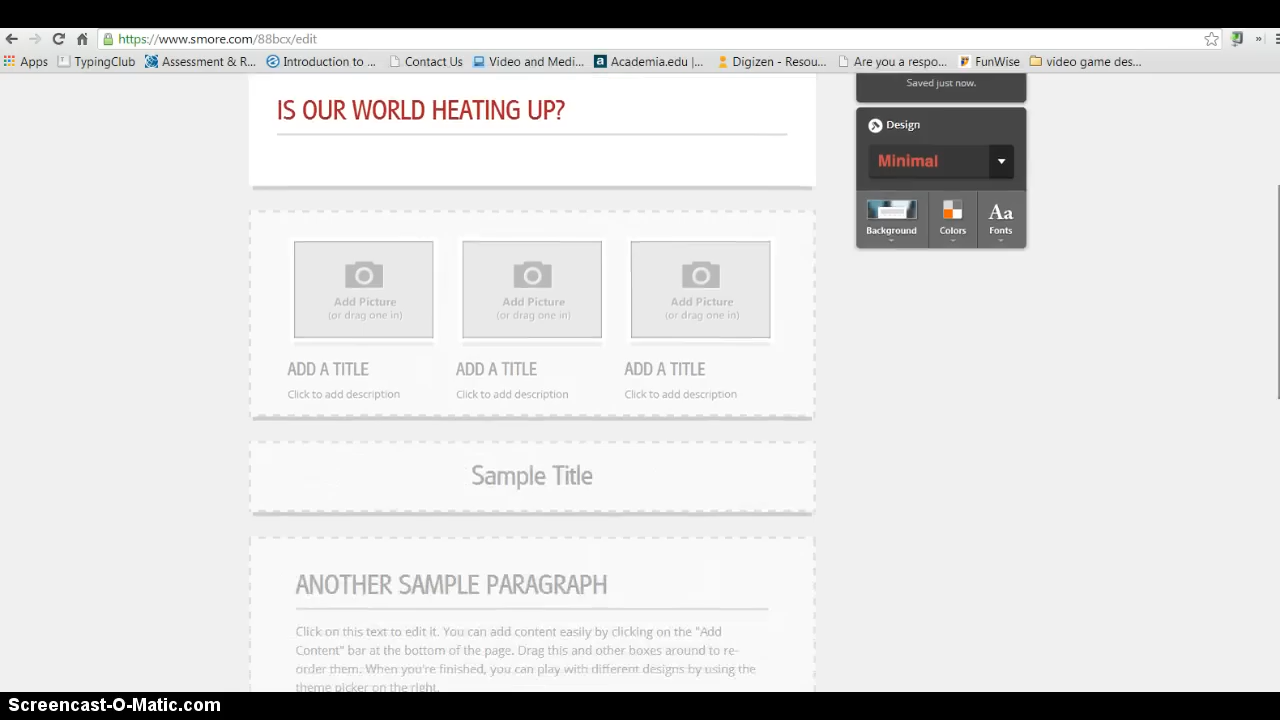 https://www.smore.com/88bcx/edit
Apps TypingClub Assessment & R... Introduction to ... Contact Us Video and Medi... Academia.edu |... Digizen - Resou... Are you a respo... FunWise video game des...
Saved just now.
IS OUR WORLD HEATING UP?
Design
Minimal
Background Colors Aa Fonts
Add Picture Add Picture Add Picture
(or drag one in) (or drag one in) (or drag one in)
ADD A TITLE ADD A TITLE ADD A TITLE
Click to add description Click to add description Click to add description
Sample Title
ANOTHER SAMPLE PARAGRAPH
Click on this text to edit it. You can add content easily by clicking on the "Add
Content" bar at the bottom of the page. Drag this and other boxes around to re-
order them. When you're finished, you can play with different designs by using the
theme picker on the right.
Screencast-O-Matic.com